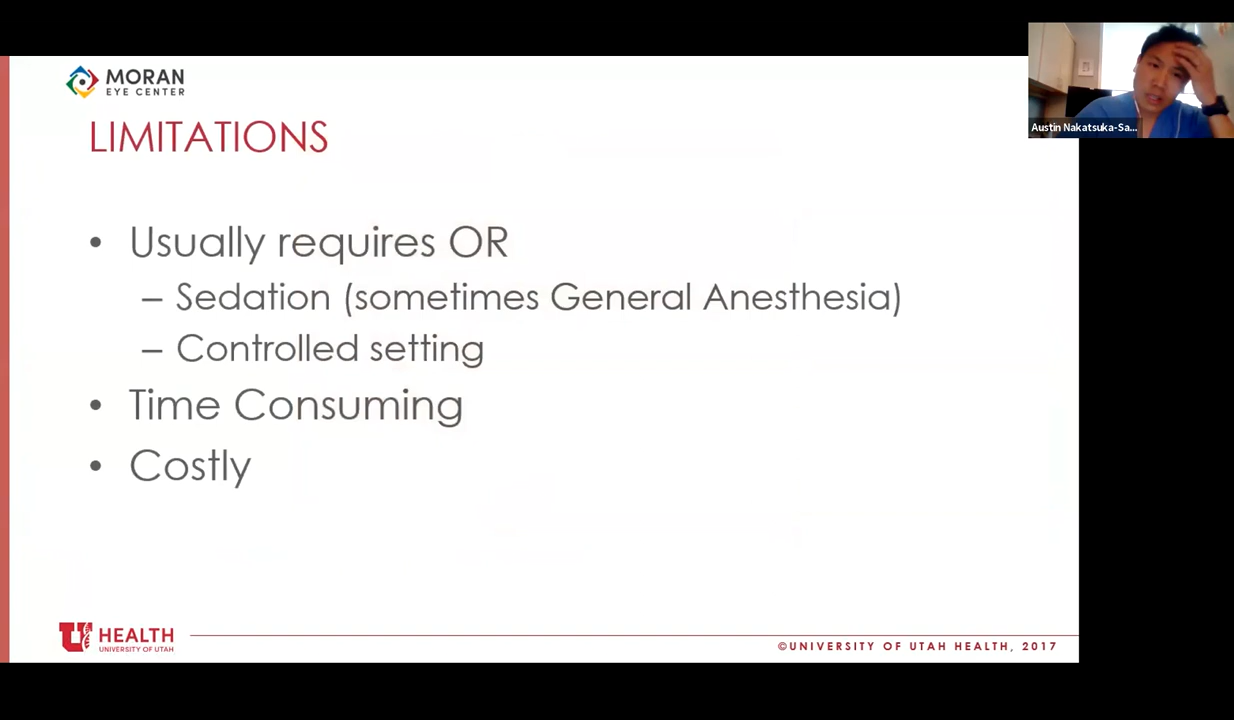 MORAN
EYE CENTER
LIMITATIONS
Austin Nakatsuka-Sa...
• Usually requires OR
– Sedation (sometimes General Anesthesia)
– Controlled setting
• Time Consuming
• Costly
U HEALTH
UNIVERSITY OF UTAH
©UNIVERSITY OF UTAH HEALTH, 2017